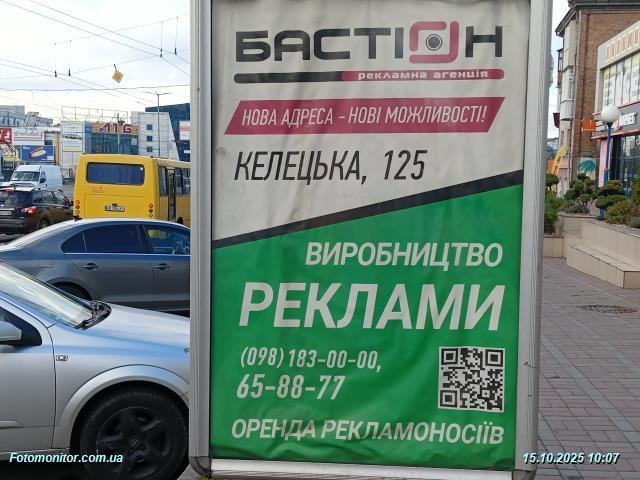 БАСТІОН
рекламна агенція
НОВА АДРЕСА - НОВІ МОЖЛИВОСТІ!
КЕЛЕЦЬКА, 125
ВИРОБНИЦТВО
РЕКЛАМИ
(098) 183-00-00,
65-88-77
ОРЕНДА РЕКЛАМОНОСІЇВ
Fotomonitor.com.ua
15.10.2025 10:07